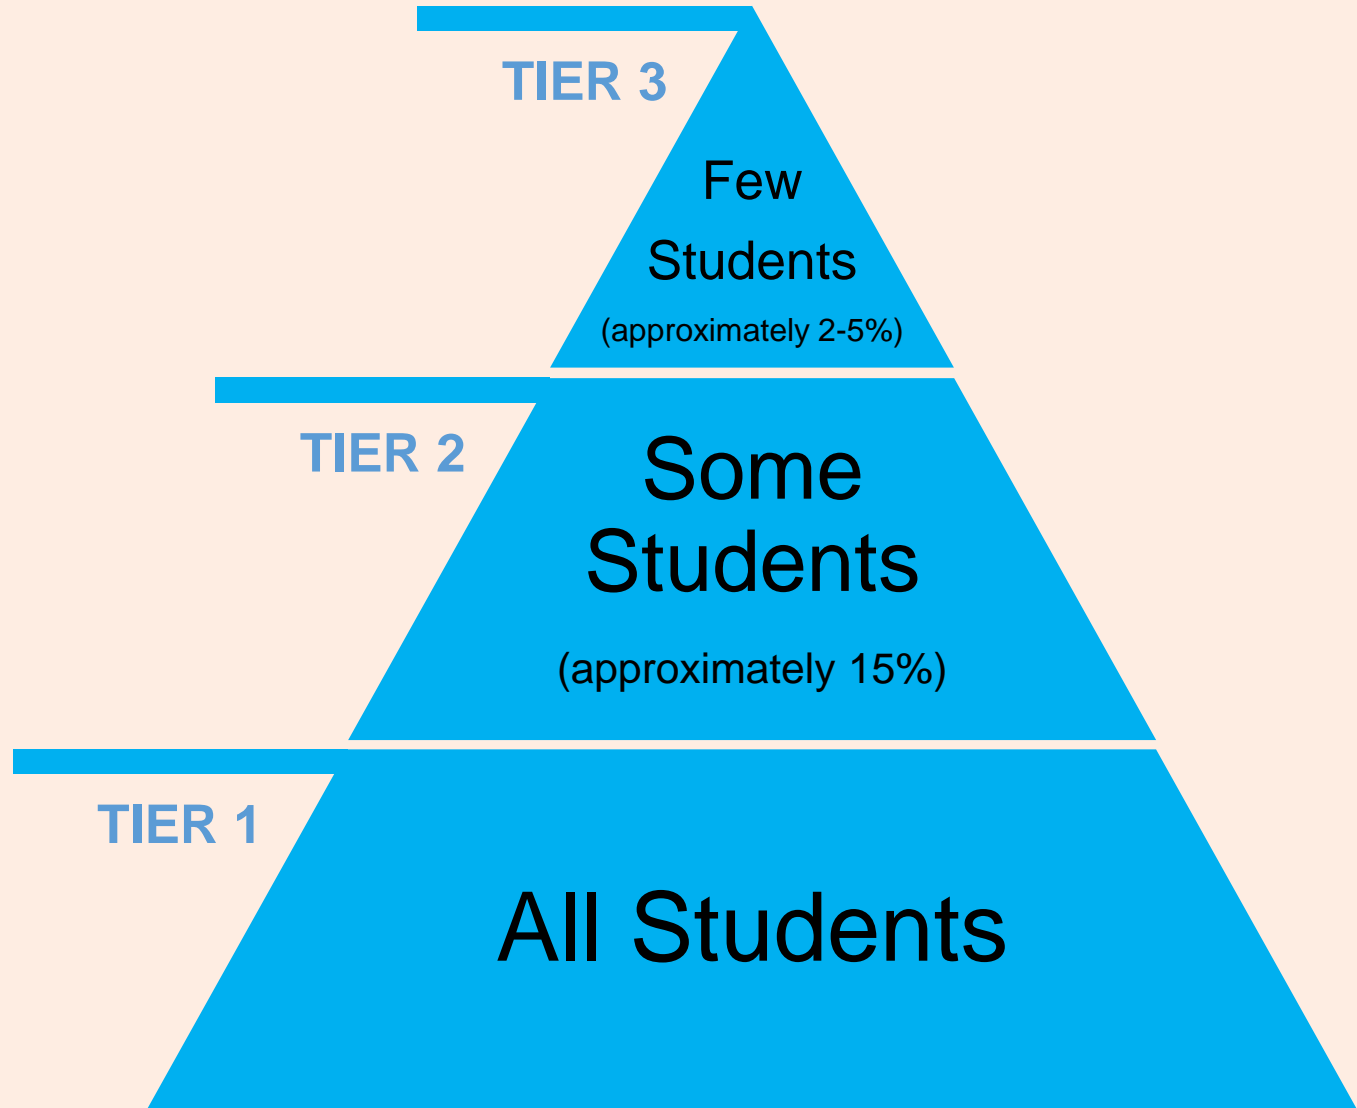 TIER 3
Few
Students
(approximately 2-5%)
TIER 2
Some
Students
(approximately 15%)
TIER 1
All Students